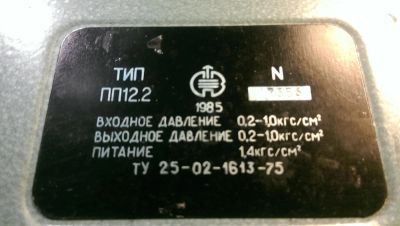 ТИП N
ПП12.2
1985
ВХОДНОЕ ДАВЛЕНИЕ 0,2-1,0кгс/см²
ВЫХОДНОЕ ДАВЛЕНИЕ 0,2-1,0кгс/см²
ПИТАНИЕ 1,4кгс/см²
ТУ 25-02-1613-75